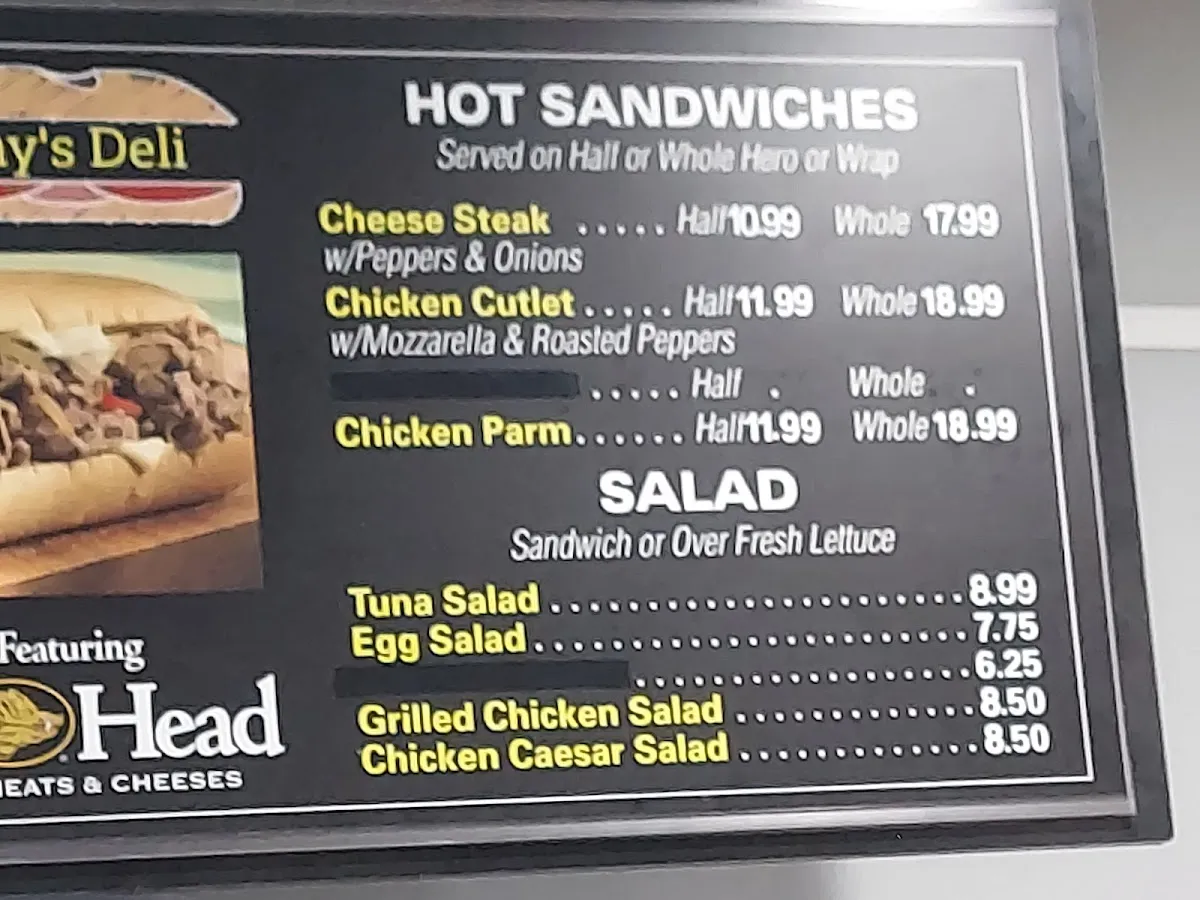 y's Deli
HOT SANDWICHES
Served on Half or Whole Hero or Wrap
Cheese Steak ..... Half 10.99 Whole 17.99
w/Peppers & Onions
Chicken Cutlet ..... Half 11.99 Whole 18.99
w/Mozzarella & Roasted Peppers
..... Half . Whole .
Chicken Parm...... Half 11.99 Whole 18.99
SALAD
Sandwich or Over Fresh Lettuce
Tuna Salad ........................ 8.99
Egg Salad ......................... 7.75
................... 6.25
Grilled Chicken Salad ............. 8.50
Chicken Caesar Salad ............. 8.50
Featuring
Head
EATS & CHEESES